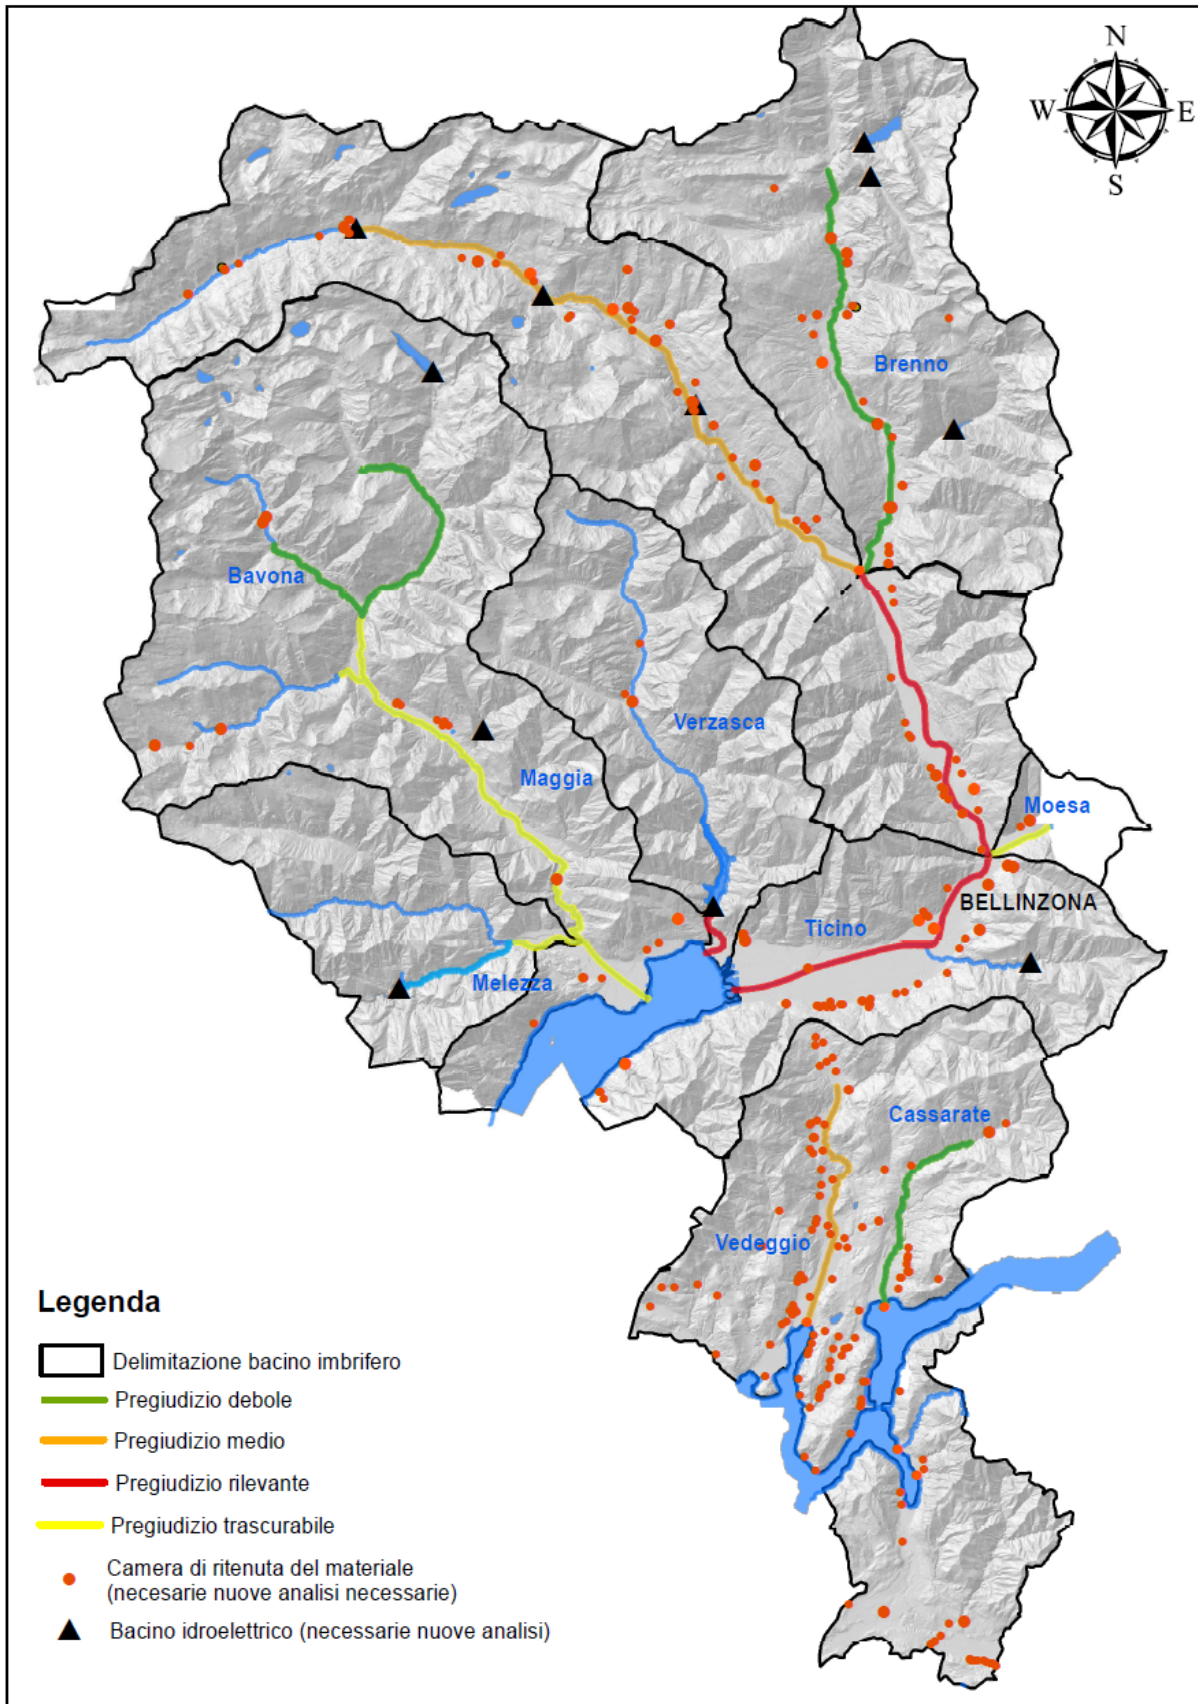 N
W
E
S
Brenno
Bavona
Verzasca
Maggia
Moesa
BELLINZONA
Ticino
Melezza
Cassarate
Vedeggio
Legenda
Delimitazione bacino imbrifero
Pregiudizio debole
Pregiudizio medio
Pregiudizio rilevante
Pregiudizio trascurabile
Camera di ritenuta del materiale
(necesarie nuove analisi necessarie)
Bacino idroelettrico (necessarie nuove analisi)